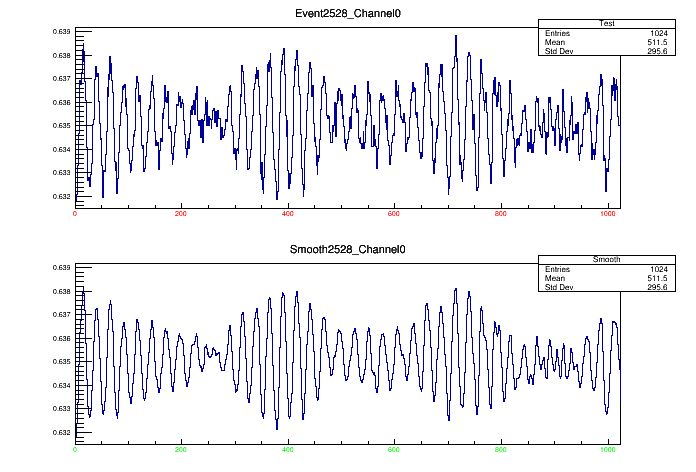 Event2528_Channel0
Test
Entries 1024
Mean 511.5
Std Dev 295.6
0.639
0.638
0.637
0.636
0.635
0.634
0.633
0.632
0 200 400 600 800 1000
Smooth2528_Channel0
Smooth
Entries 1024
Mean 511.5
Std Dev 295.6
0.639
0.638
0.637
0.636
0.635
0.634
0.633
0.632
0 200 400 600 800 1000